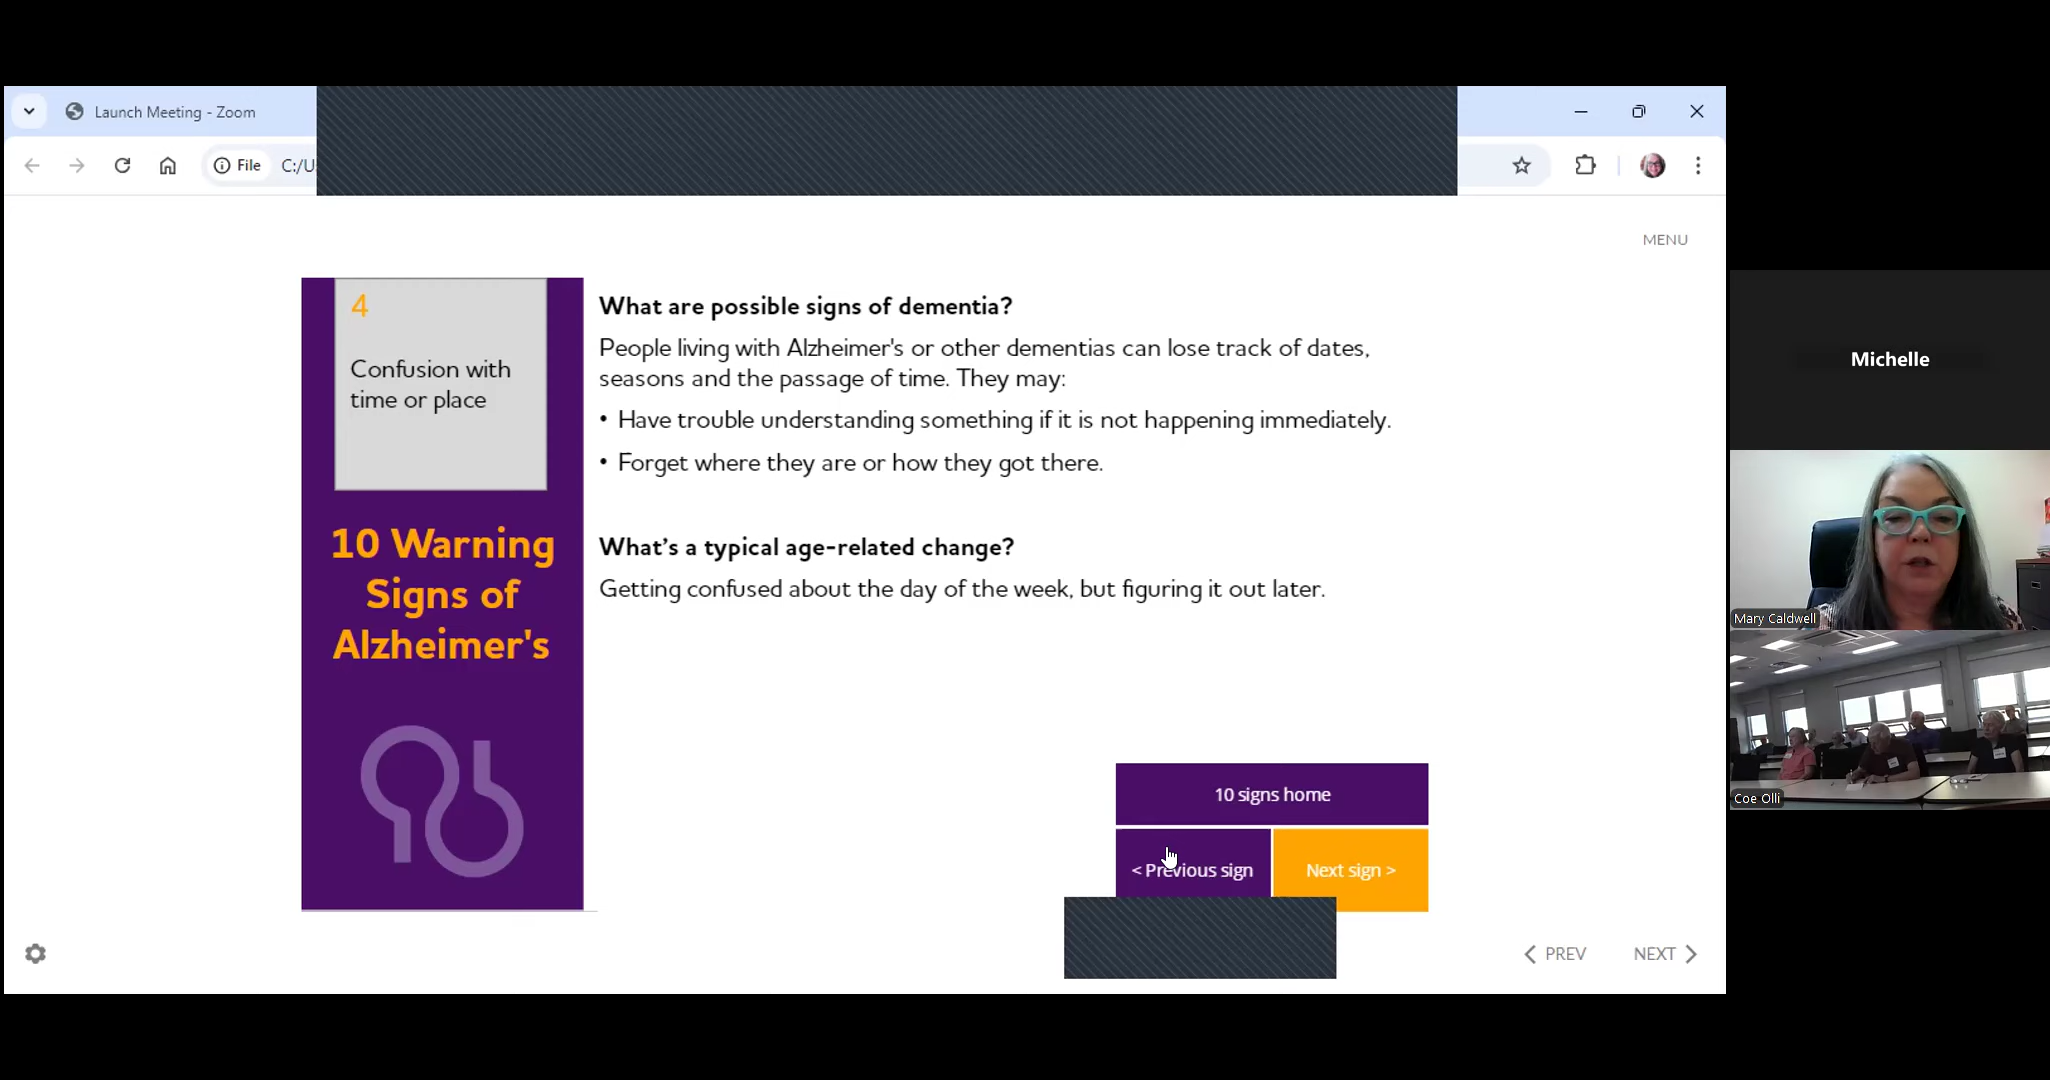 Launch Meeting - Zoom
File
C:/U
MENU
4
Confusion with
time or place
10 Warning
Signs of
Alzheimer's
What are possible signs of dementia?
People living with Alzheimer's or other dementias can lose track of dates,
seasons and the passage of time. They may:
• Have trouble understanding something if it is not happening immediately.
• Forget where they are or how they got there.
What’s a typical age-related change?
Getting confused about the day of the week, but figuring it out later.
10 signs home
< Previous sign
Next sign >
PREV
NEXT
Michelle
Mary Caldwell
Coe Olli